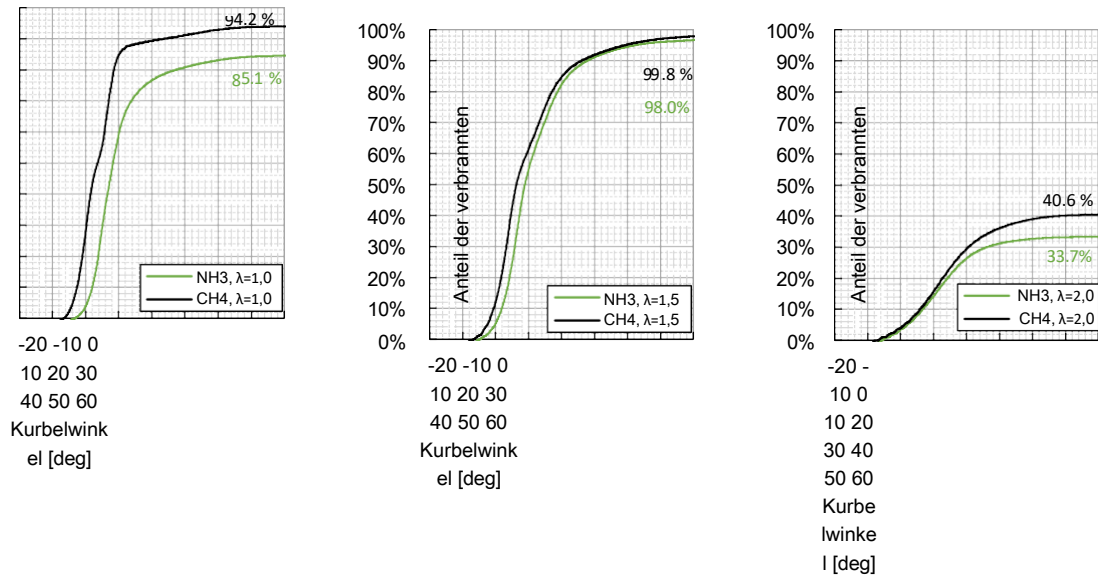 94.2 %
85.1 %
NH3, λ=1,0
CH4, λ=1,0
-20 -10 0
10 20 30
40 50 60
Kurbelwink
el [deg]
100%
90%
80%
70%
60%
50%
40%
30%
20%
10%
0%
Anteil der verbrannten
99.8 %
98.0%
NH3, λ=1,5
CH4, λ=1,5
-20 -10 0
10 20 30
40 50 60
Kurbelwink
el [deg]
100%
90%
80%
70%
60%
50%
40%
30%
20%
10%
0%
Anteil der verbrannten
40.6 %
33.7%
NH3, λ=2,0
CH4, λ=2,0
-20 -
10 0
10 20
30 40
50 60
Kurbe
lwinke
l [deg]